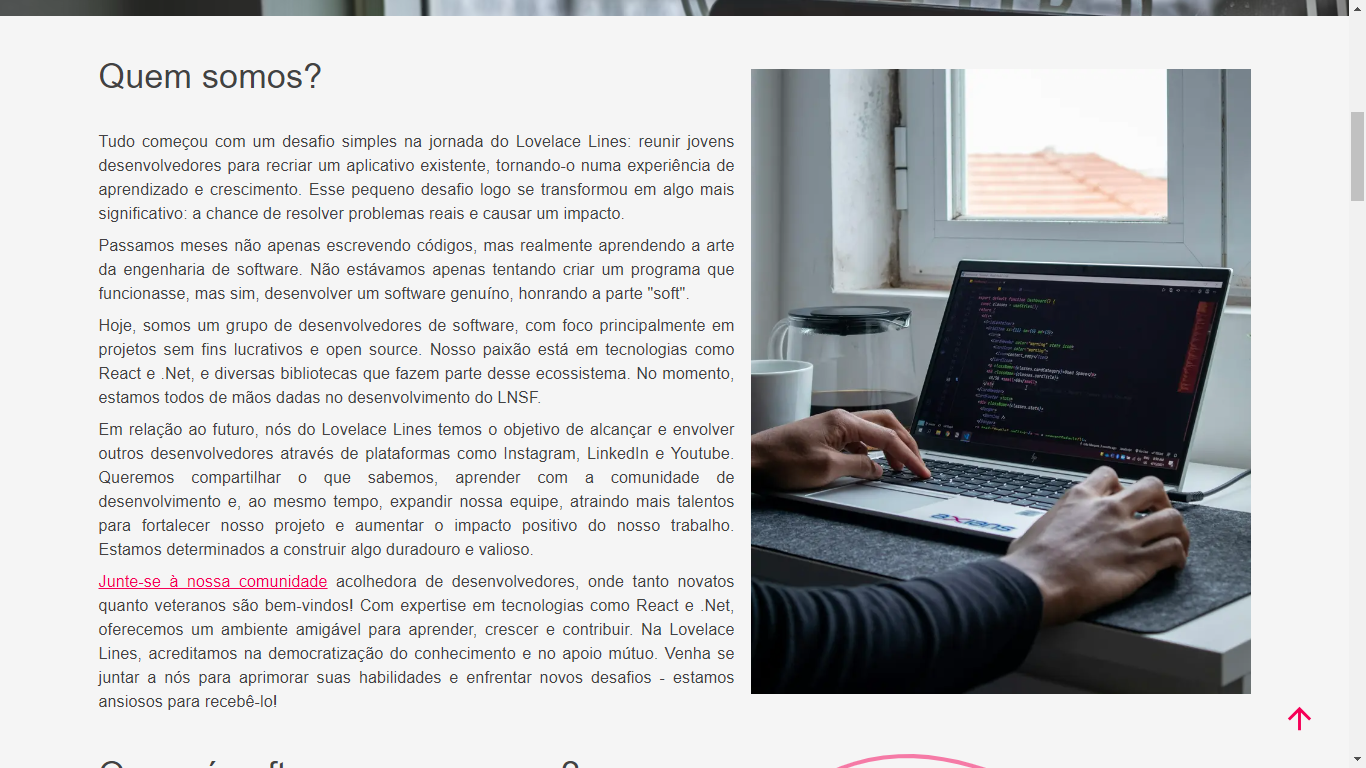 Quem somos?
Tudo começou com um desafio simples na jornada do Lovelace Lines: reunir jovens
desenvolvedores para recriar um aplicativo existente, tornando-o numa experiência de
aprendizado e crescimento. Esse pequeno desafio logo se transformou em algo mais
significativo: a chance de resolver problemas reais e causar um impacto.
Passamos meses não apenas escrevendo códigos, mas realmente aprendendo a arte
da engenharia de software. Não estávamos apenas tentando criar um programa que
funcionasse, mas sim, desenvolver um software genuíno, honrando a parte "soft".
Hoje, somos um grupo de desenvolvedores de software, com foco principalmente em
projetos sem fins lucrativos e open source. Nosso paixão está em tecnologias como
React e .Net, e diversas bibliotecas que fazem parte desse ecossistema. No momento,
estamos todos de mãos dadas no desenvolvimento do LNSF.
Em relação ao futuro, nós do Lovelace Lines temos o objetivo de alcançar e envolver
outros desenvolvedores através de plataformas como Instagram, LinkedIn e Youtube.
Queremos compartilhar o que sabemos, aprender com a comunidade de
desenvolvimento e, ao mesmo tempo, expandir nossa equipe, atraindo mais talentos
para fortalecer nosso projeto e aumentar o impacto positivo do nosso trabalho.
Estamos determinados a construir algo duradouro e valioso.
Junte-se à nossa comunidade acolhedora de desenvolvedores, onde tanto novatos
quanto veteranos são bem-vindos! Com expertise em tecnologias como React e .Net,
oferecemos um ambiente amigável para aprender, crescer e contribuir. Na Lovelace
Lines, acreditamos na democratização do conhecimento e no apoio mútuo. Venha se
juntar a nós para aprimorar suas habilidades e enfrentar novos desafios - estamos
ansiosos para recebê-lo!
axians